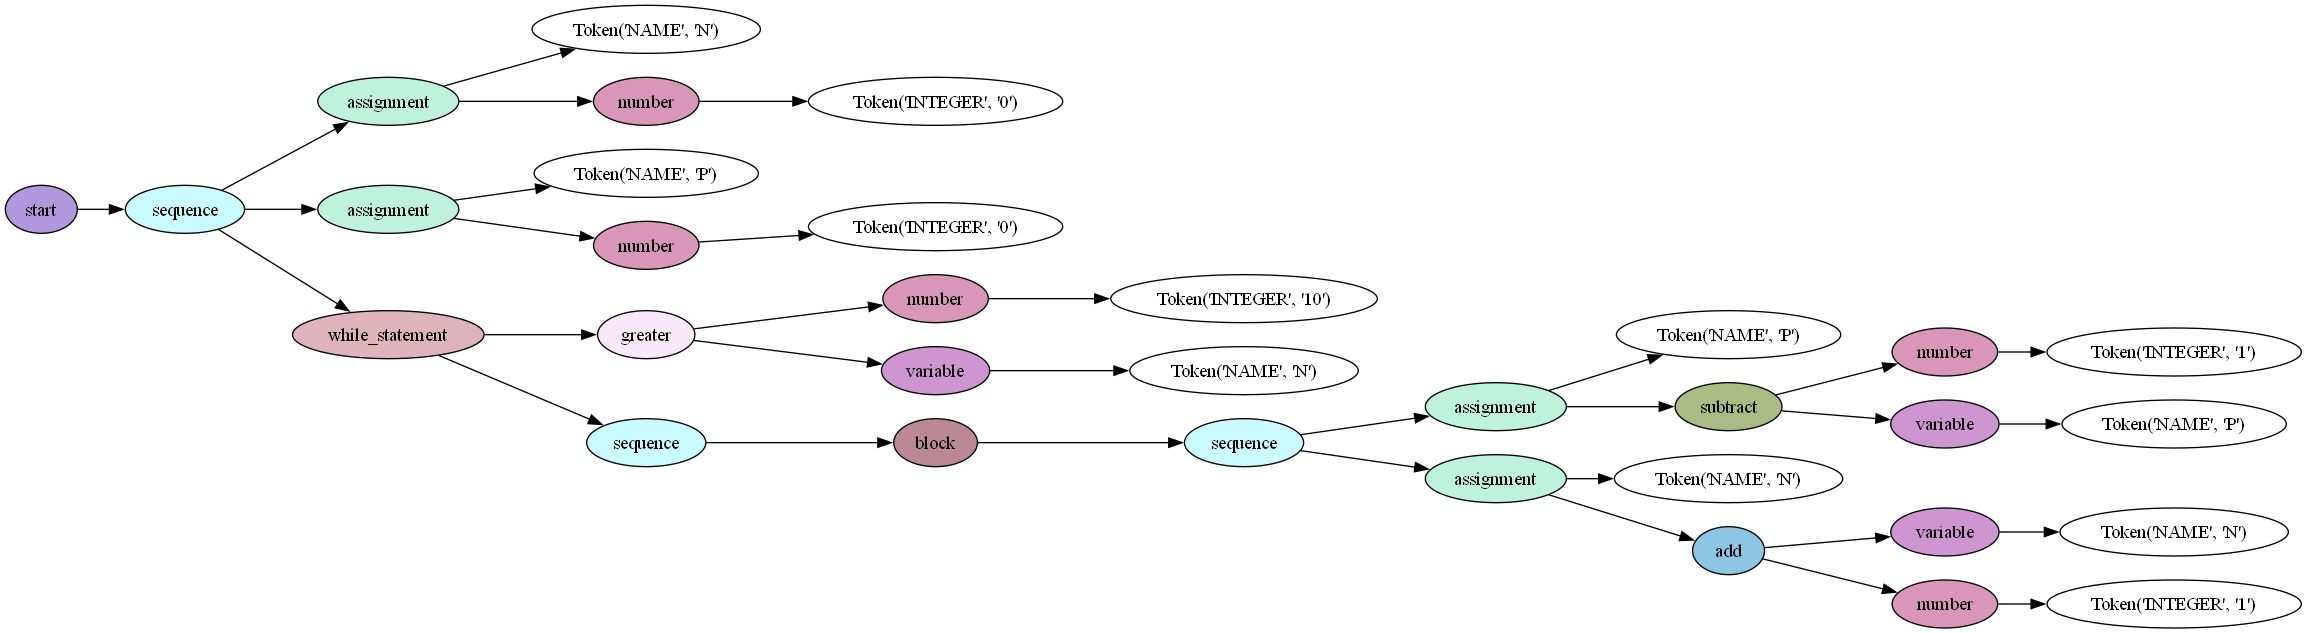 Token('NAME', 'N')
assignment
number
Token('INTEGER', '0')
Token('NAME', 'P')
start
sequence
assignment
Token('INTEGER', '0')
number
number
Token('INTEGER', '10')
while_statement
greater
Token('NAME', 'P')
number
Token('INTEGER', '1')
variable
Token('NAME', 'N')
assignment
subtract
variable
Token('NAME', 'P')
sequence
block
sequence
assignment
Token('NAME', 'N')
variable
Token('NAME', 'N')
add
number
Token('INTEGER', '1')